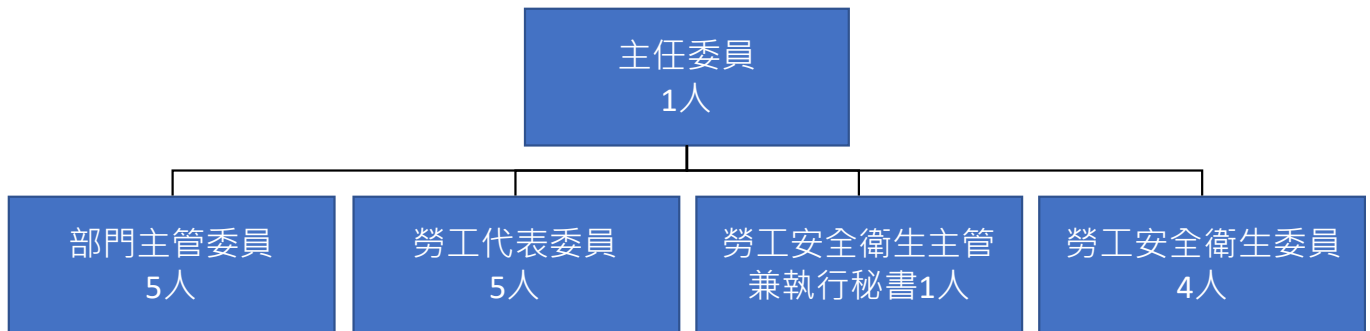 主任委員
1人
部門主管委員
5人
勞工代表委員
5人
勞工安全衛生主管
兼執行秘書1人
勞工安全衛生委員
4人